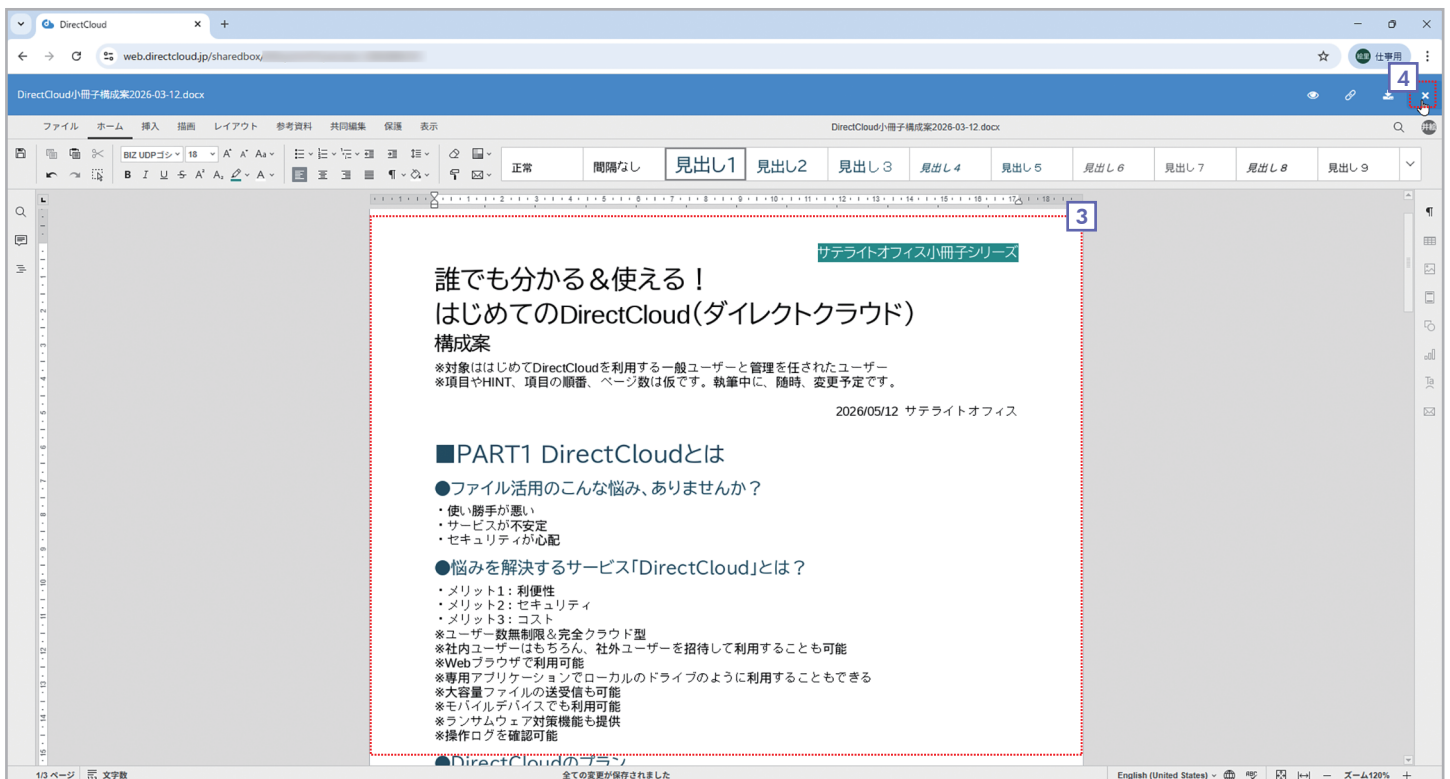 DirectCloud
web.directcloud.jp/sharedbox/
仕事用
4
DirectCloud小冊子構成案2026-03-12.docx
ファイル ホーム 挿入 描画 レイアウト 参考資料 共同編集 保護 表示
DirectCloud小冊子構成案2026-03-12.docx
BIZ UDPゴシ 18
正常 間隔なし 見出し1 見出し2 見出し3 見出し4 見出し5 見出し6 見出し7 見出し8 見出し9
3
サテライトオフィス小冊子シリーズ
誰でも分かる&使える!
はじめてのDirectCloud(ダイレクトクラウド)
構成案
※対象ははじめてDirectCloudを利用する一般ユーザーと管理を任されたユーザー
※項目やHINT、項目の順番、ページ数は仮です。執筆中に、随時、変更予定です。
2026/05/12 サテライトオフィス
■PART1 DirectCloudとは
●ファイル活用のこんな悩み、ありませんか?
・使い勝手が悪い
・サービスが不安定
・セキュリティが心配
●悩みを解決するサービス「DirectCloud」とは?
・メリット1:利便性
・メリット2:セキュリティ
・メリット3:コスト
※ユーザー数無制限&完全クラウド型
※社内ユーザーはもちろん、社外ユーザーを招待して利用することも可能
※Webブラウザで利用可能
※専用アプリケーションでローカルのドライブのように利用することもできる
※大容量ファイルの送受信も可能
※モバイルデバイスでも利用可能
※ランサムウェア対策機能も提供
※操作ログを確認可能
●DirectCloudのプラン
1/3 ページ 文字数 全ての変更が保存されました English (United States) ズーム120%